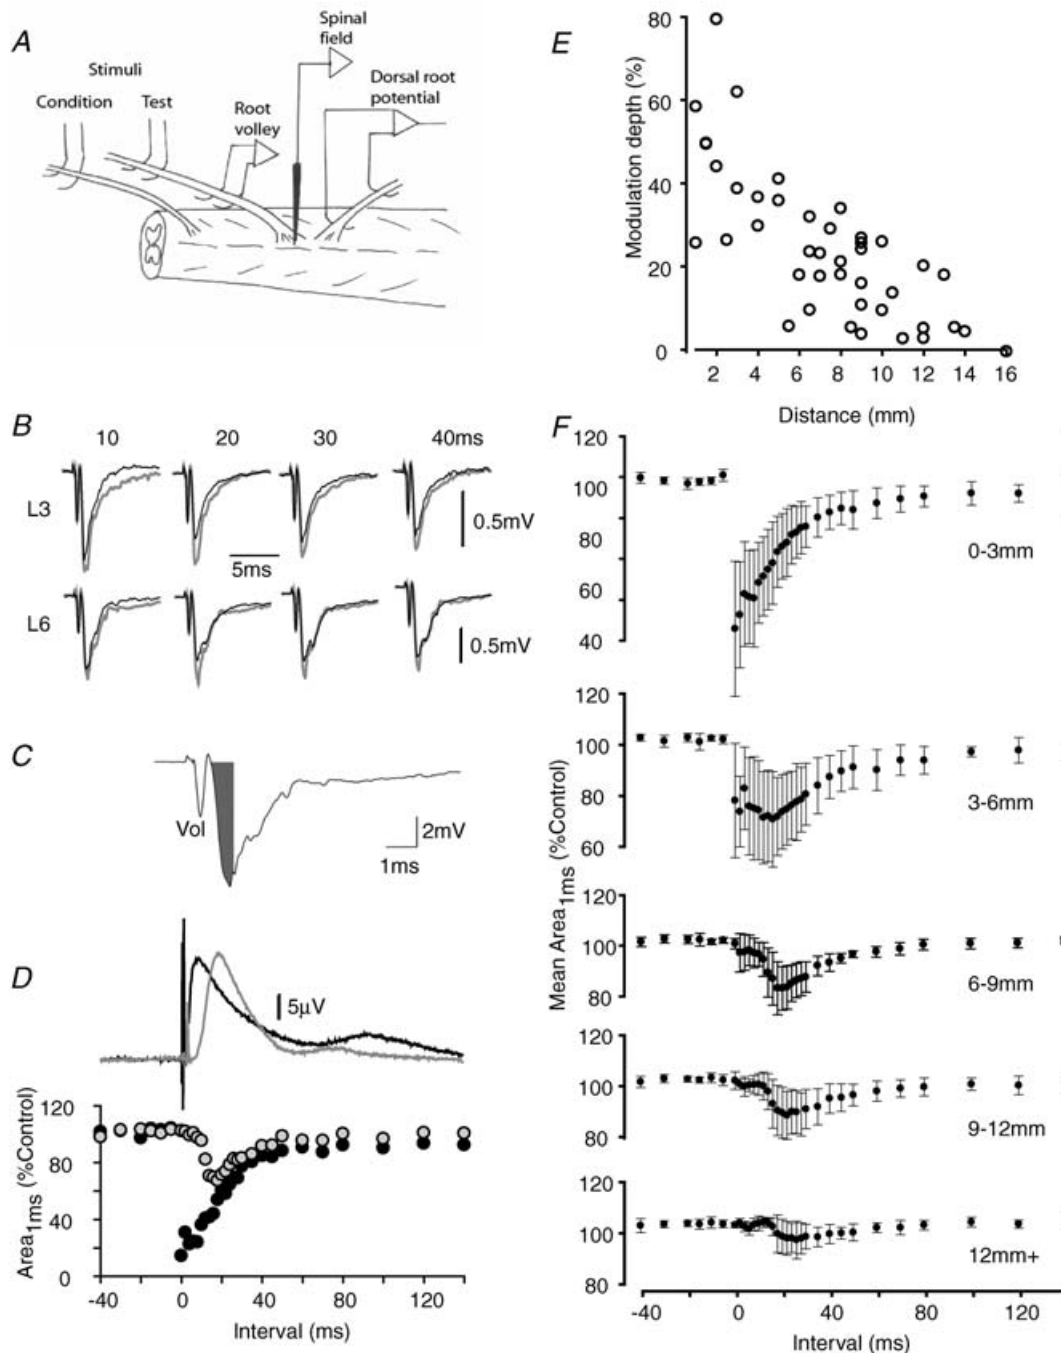 A
Stimuli
Condition Test
Root
volley
Spinal
field
Dorsal root
potential
E
Modulation depth (%)
80
60
40
20
0
2 4 6 8 10 12 14 16
Distance (mm)
B
10 20 30 40ms
L3
0.5mV
5ms
L6
0.5mV
C
Vol
2mV
1ms
D
5μV
Area1ms (%Control)
120
80
40
0
-40 0 40 80 120
Interval (ms)
F
Mean Area1ms (%Control)
120
100
80
60
40
0-3mm
120
100
80
60
3-6mm
120
100
80
6-9mm
120
100
80
9-12mm
120
100
80
12mm+
-40 0 40 80 120
Interval (ms)